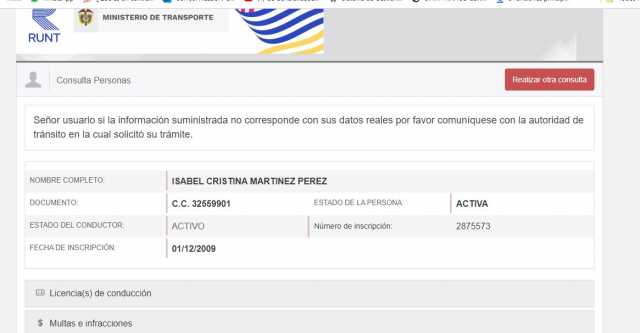 RUNT
MINISTERIO DE TRANSPORTE
Consulta Personas
Realizar otra consulta
Señor usuario si la información suministrada no corresponde con sus datos reales por favor comuníquese con la autoridad de
tránsito en la cual solicitó su trámite.
NOMBRE COMPLETO: ISABEL CRISTINA MARTINEZ PEREZ
DOCUMENTO: C.C. 32559901 ESTADO DE LA PERSONA: ACTIVA
ESTADO DEL CONDUCTOR: ACTIVO Número de inscripción: 2875573
FECHA DE INSCRIPCIÓN: 01/12/2009
Licencia(s) de conducción
$ Multas e infracciones